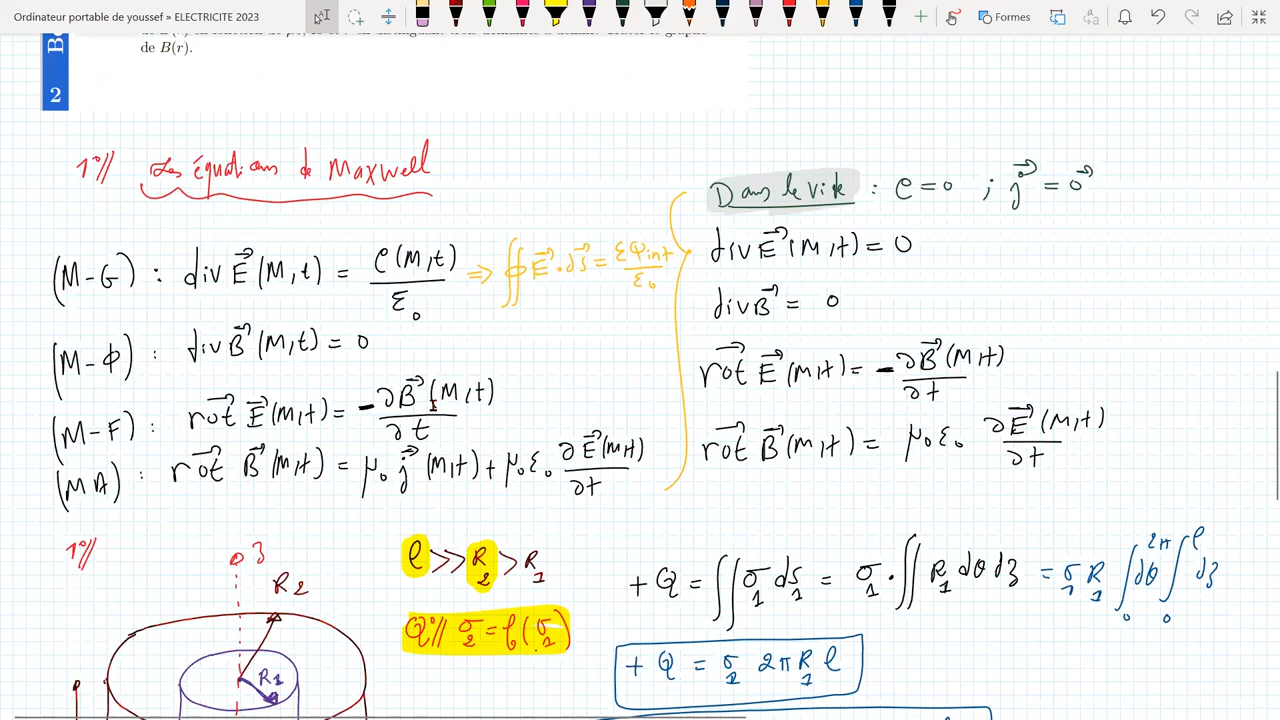 Ordinateur portable de youssef » ELECTRICITE 2023
Formes
de B(r).
B
2
1°// Les équations de Maxwell
(M-G) : div E⃗ (M,t) = ρ(M,t) / ε₀ ⇒ ∯ E⃗ · dS⃗ = ΣQint / ε₀
(M-Φ) : div B⃗ (M,t) = 0
(M-F) : rot⃗ E⃗ (M,t) = - ∂B⃗ (M,t) / ∂t
(MA) : rot⃗ B⃗ (M,t) = μ₀ j⃗ (M,t) + μ₀ε₀ ∂E⃗ (M,t) / ∂t
Dans le vide : ρ = 0 ; j⃗ = 0⃗
div E⃗ (M,t) = 0
div B⃗ = 0
rot⃗ E⃗ (M,t) = - ∂B⃗ (M,t) / ∂t
rot⃗ B⃗ (M,t) = μ₀ε₀ ∂E⃗ (M,t) / ∂t
1°//
z
R2
R1
ℓ >> R₂ > R₁
Q°// σ₂ = f(σ₁)
+ Q = ∬ σ₁ dS₁ = σ₁ · ∬ R₁ dθ dz = σ₁ R₁ ∫₀^2π dθ ∫₀^ℓ dz
+ Q = σ₁ 2π R₁ ℓ